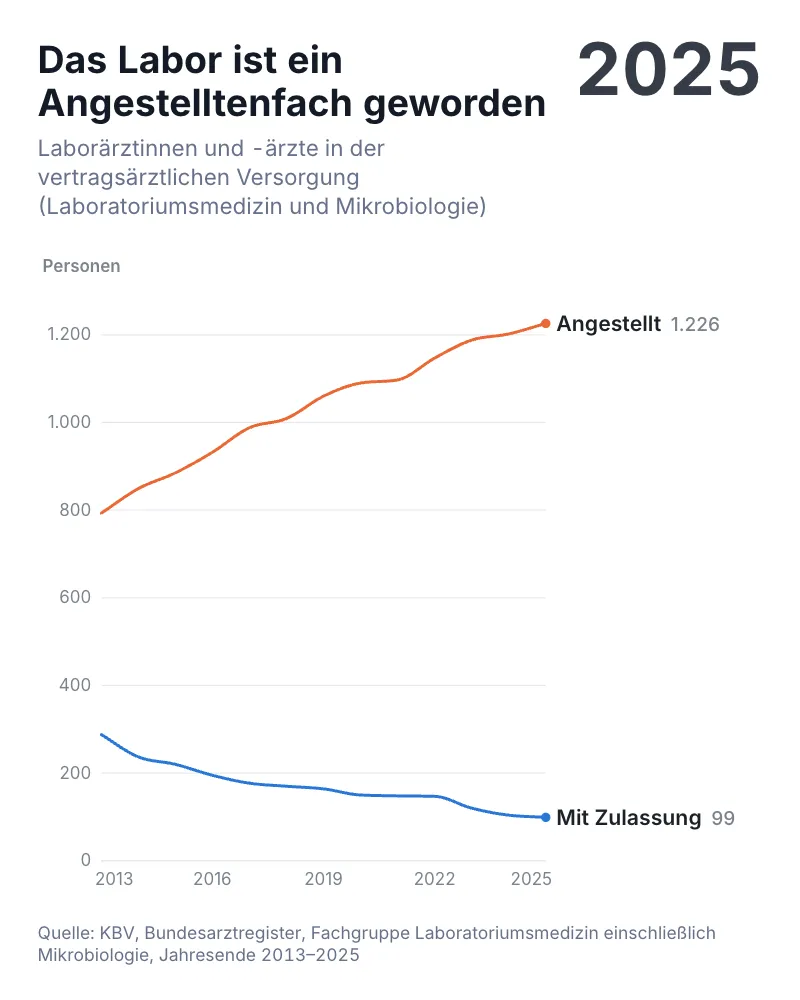 Das Labor ist ein
Angestelltenfach geworden
2025
Laborärztinnen und -ärzte in der
vertragsärztlichen Versorgung
(Laboratoriumsmedizin und Mikrobiologie)
Personen
1.200
1.000
800
600
400
200
0
Angestellt 1.226
Mit Zulassung 99
2013 2016 2019 2022 2025
Quelle: KBV, Bundesarztregister, Fachgruppe Laboratoriumsmedizin einschließlich
Mikrobiologie, Jahresende 2013–2025